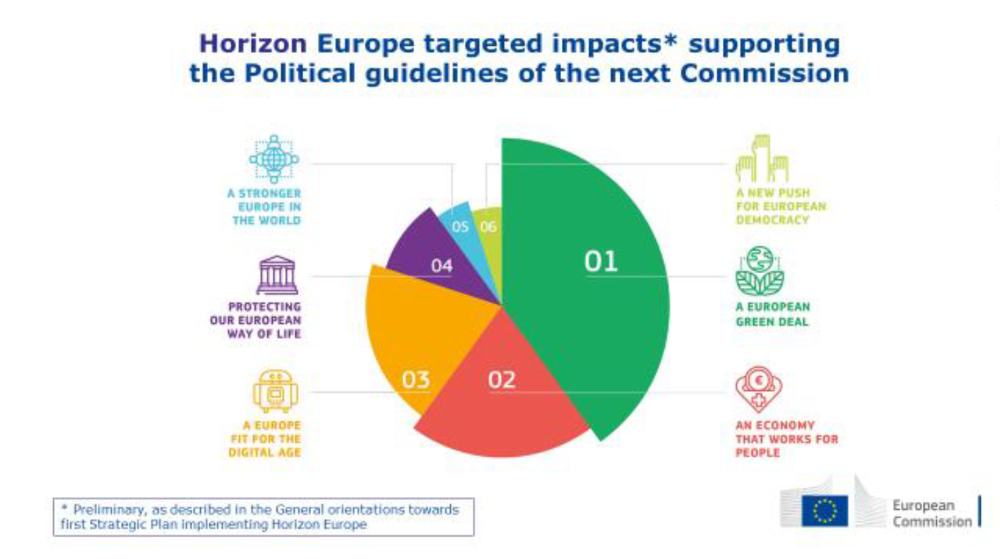 Horizon Europe targeted impacts* supporting
the Political guidelines of the next Commission
A STRONGER
EUROPE IN
THE WORLD
PROTECTING
OUR EUROPEAN
WAY OF LIFE
A EUROPE
FIT FOR THE
DIGITAL AGE
05
06
04
01
03
02
A NEW PUSH
FOR EUROPEAN
DEMOCRACY
A EUROPEAN
GREEN DEAL
€
AN ECONOMY
THAT WORKS FOR
PEOPLE
* Preliminary, as described in the General orientations towards
first Strategic Plan implementing Horizon Europe
European
Commission